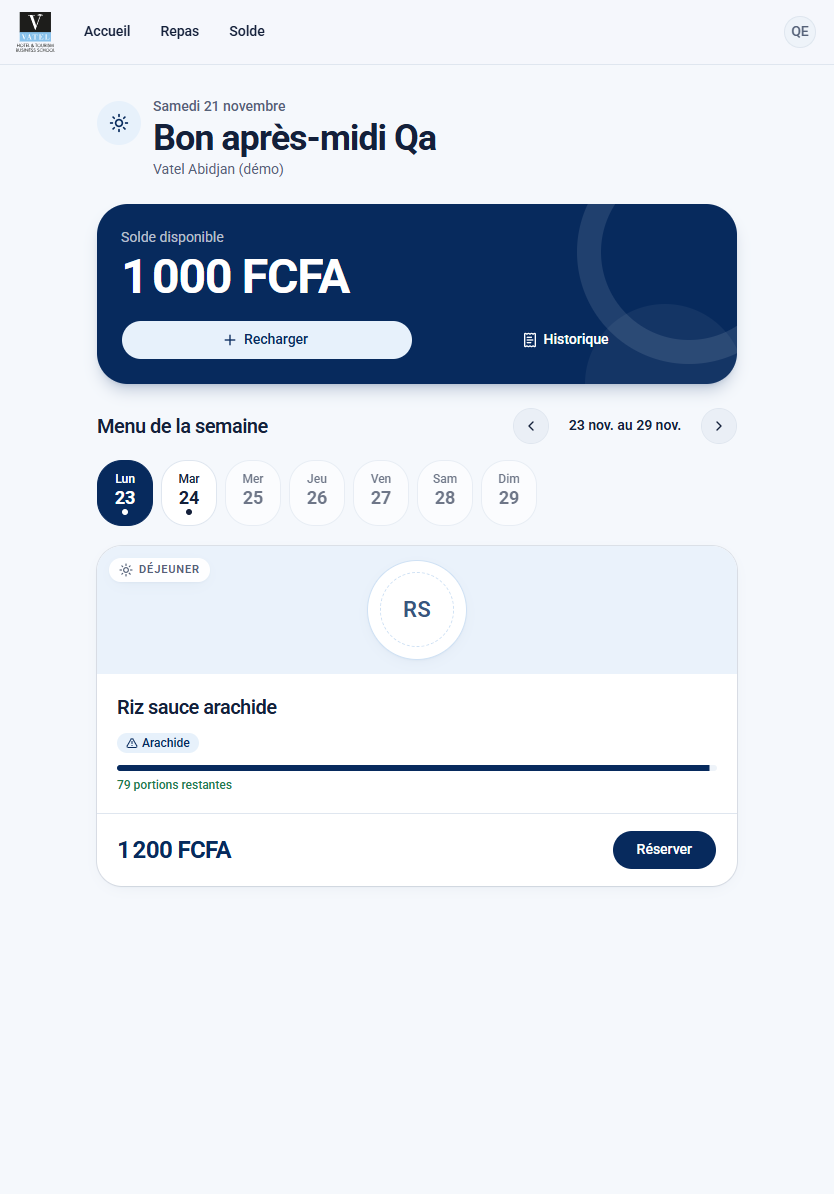 V
VATEL
HOTEL & TOURISM
BUSINESS SCHOOL
Accueil
Repas
Solde
QE
Samedi 21 novembre
Bon après-midi Qa
Vatel Abidjan (démo)
Solde disponible
1 000 FCFA
Recharger
Historique
Menu de la semaine
23 nov. au 29 nov.
Lun
23
Mar
24
Mer
25
Jeu
26
Ven
27
Sam
28
Dim
29
DÉJEUNER
RS
Riz sauce arachide
Arachide
79 portions restantes
1 200 FCFA
Réserver